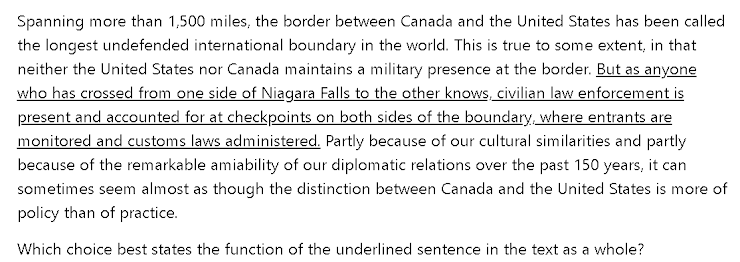 Spanning more than 1,500 miles, the border between Canada and the United States has been called
the longest undefended international boundary in the world. This is true to some extent, in that
neither the United States nor Canada maintains a military presence at the border. But as anyone
who has crossed from one side of Niagara Falls to the other knows, civilian law enforcement is
present and accounted for at checkpoints on both sides of the boundary, where entrants are
monitored and customs laws administered. Partly because of our cultural similarities and partly
because of the remarkable amiability of our diplomatic relations over the past 150 years, it can
sometimes seem almost as though the distinction between Canada and the United States is more of
policy than of practice.
Which choice best states the function of the underlined sentence in the text as a whole?